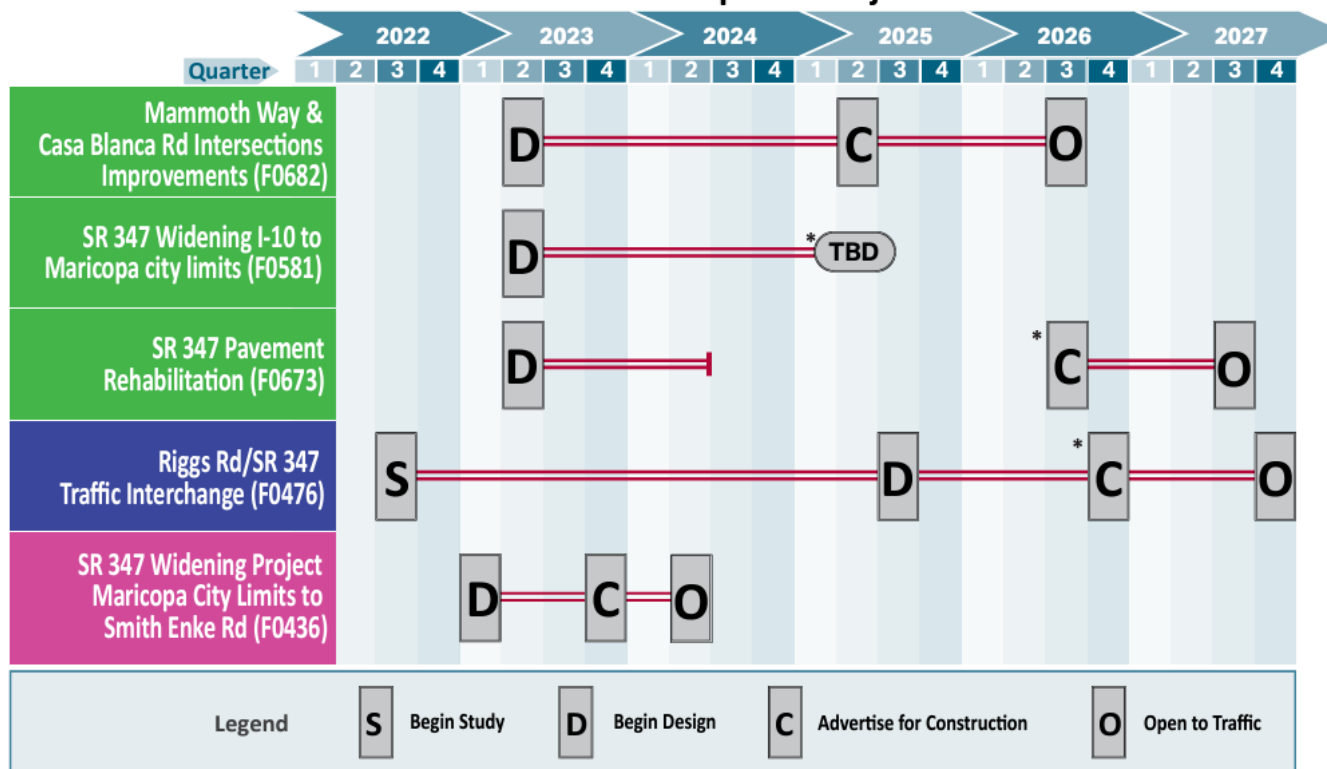 2022 2023 2024 2025 2026 2027
Quarter 1 2 3 4 1 2 3 4 1 2 3 4 1 2 3 4 1 2 3 4 1 2 3 4
Mammoth Way &
Casa Blanca Rd Intersections
Improvements (F0682)
D C O
SR 347 Widening I-10 to
Maricopa city limits (F0581)
D * TBD
SR 347 Pavement
Rehabilitation (F0673)
D * C O
Riggs Rd/SR 347
Traffic Interchange (F0476)
S D * C O
SR 347 Widening Project
Maricopa City Limits to
Smith Enke Rd (F0436)
D C O
Legend S Begin Study D Begin Design C Advertise for Construction O Open to Traffic